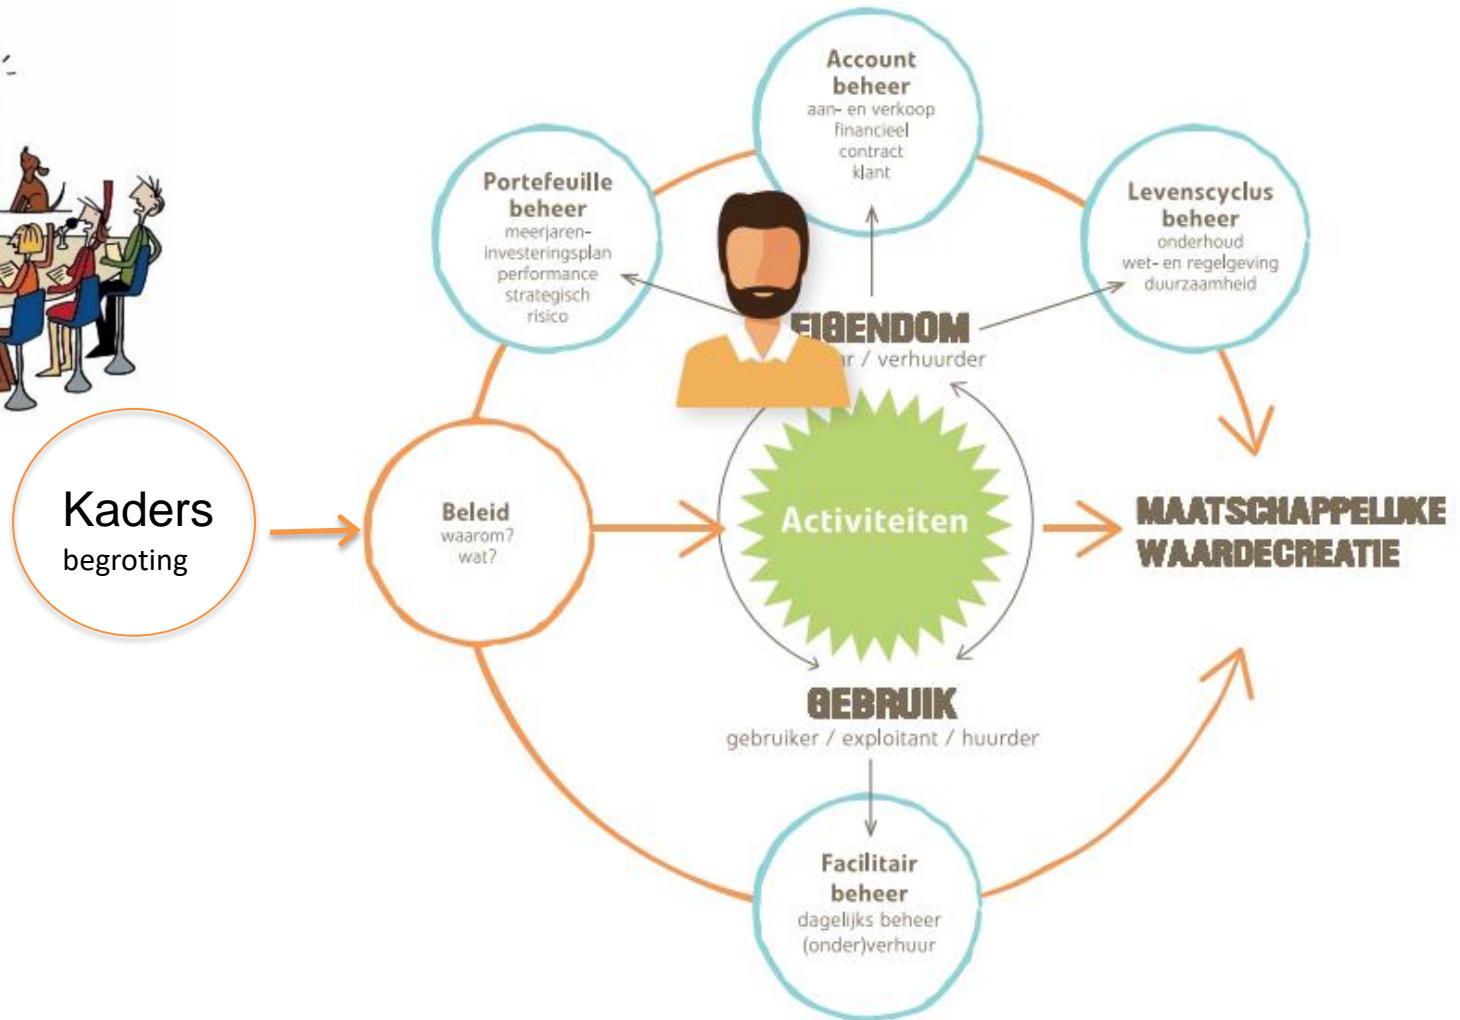 Account
beheer
aan- en verkoop
financieel
contract
klant
Portefeuille
beheer
meerjaren-
investeringsplan
performance
strategisch
risico
Levenscyclus
beheer
onderhoud
wet- en regelgeving
duurzaamheid
EIGENDOM
/ verhuurder
Kaders
begroting
Beleid
waarom?
wat?
Activiteiten
MAATSCHAPPELIJKE
WAARDECREATIE
GEBRUIK
gebruiker / exploitant / huurder
Facilitair
beheer
dagelijks beheer
(onder)verhuur